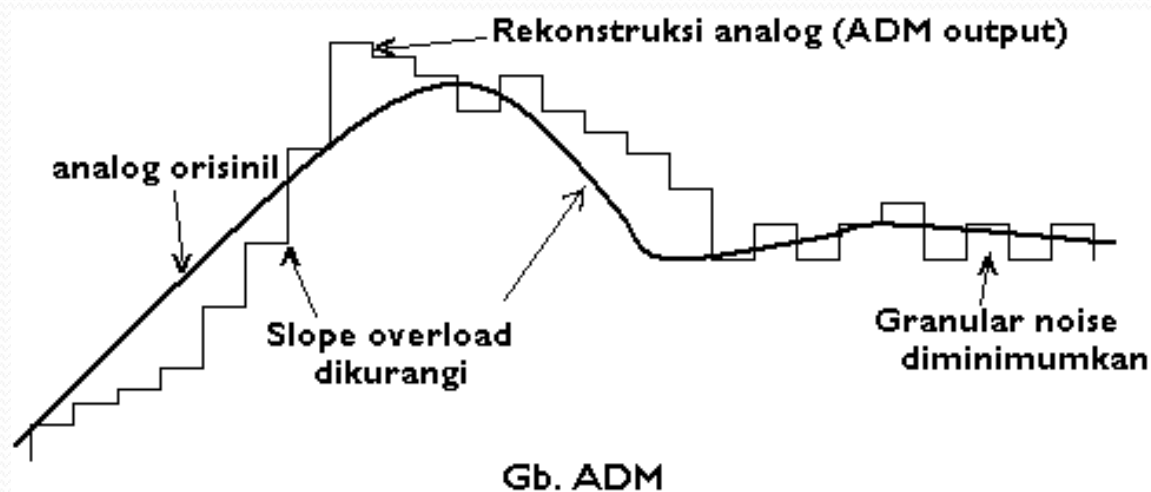 Rekonstruksi analog (ADM output)
analog orisinil
Slope overload
dikurangi
Granular noise
diminimumkan
Gb. ADM